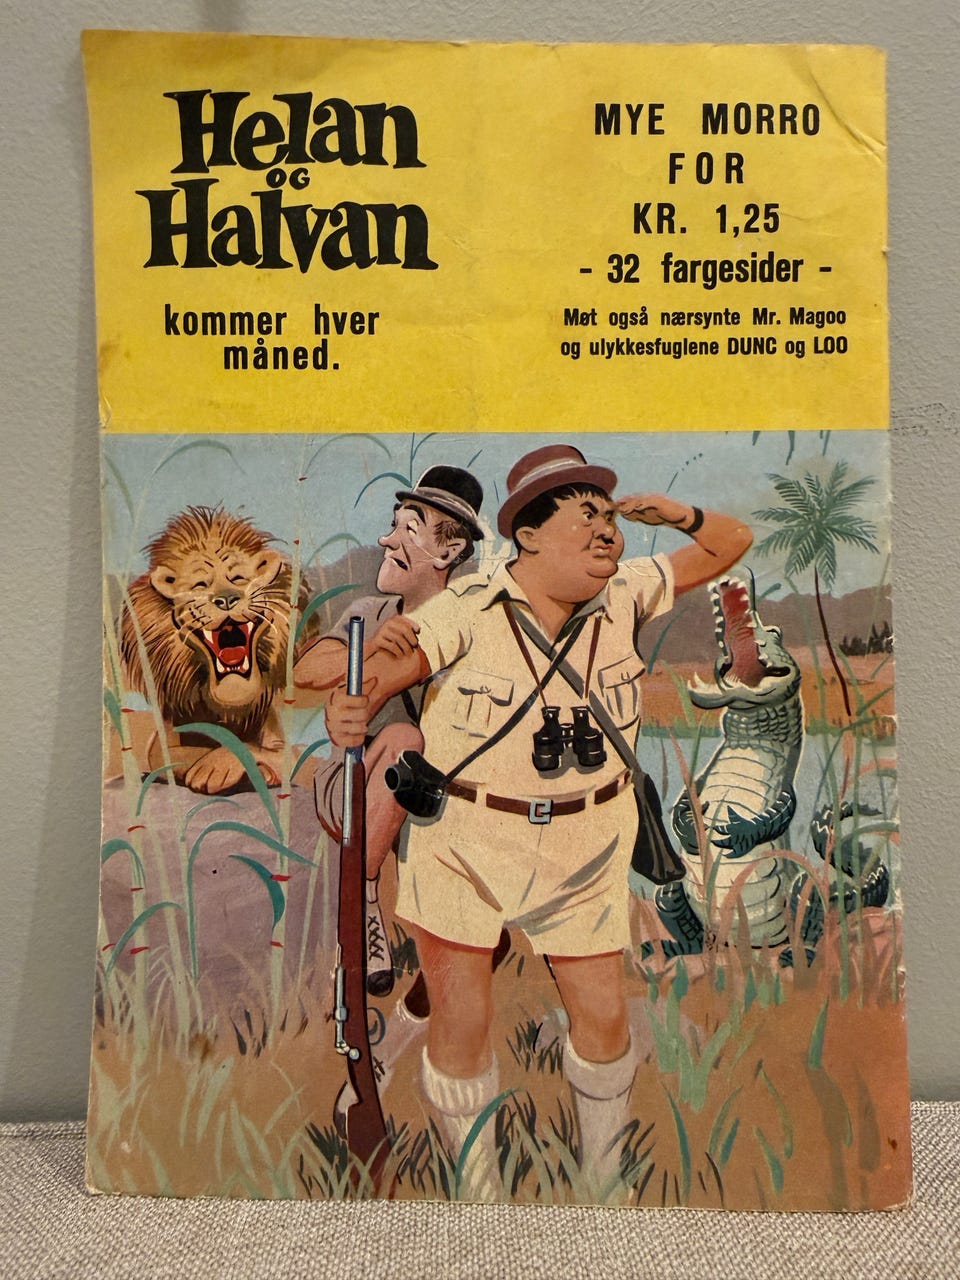 Helan
OG
Halvan
kommer hver
måned.
MYE MORRO
FOR
KR. 1,25
- 32 fargesider -
Møt også nærsynte Mr. Magoo
og ulykkesfuglene DUNC og LOO